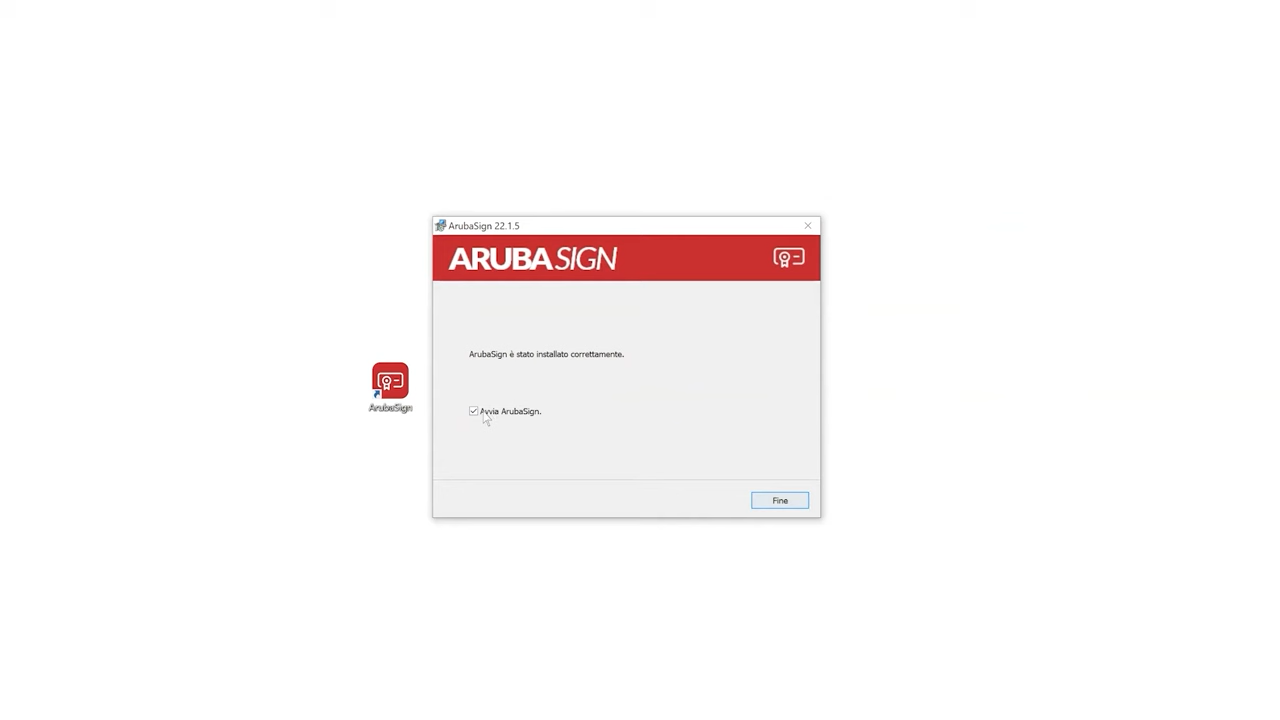 ArubaSign 22.1.5
ARUBASIGN
ArubaSign è stato installato correttamente.
ArubaSign
Avvia ArubaSign.
Fine